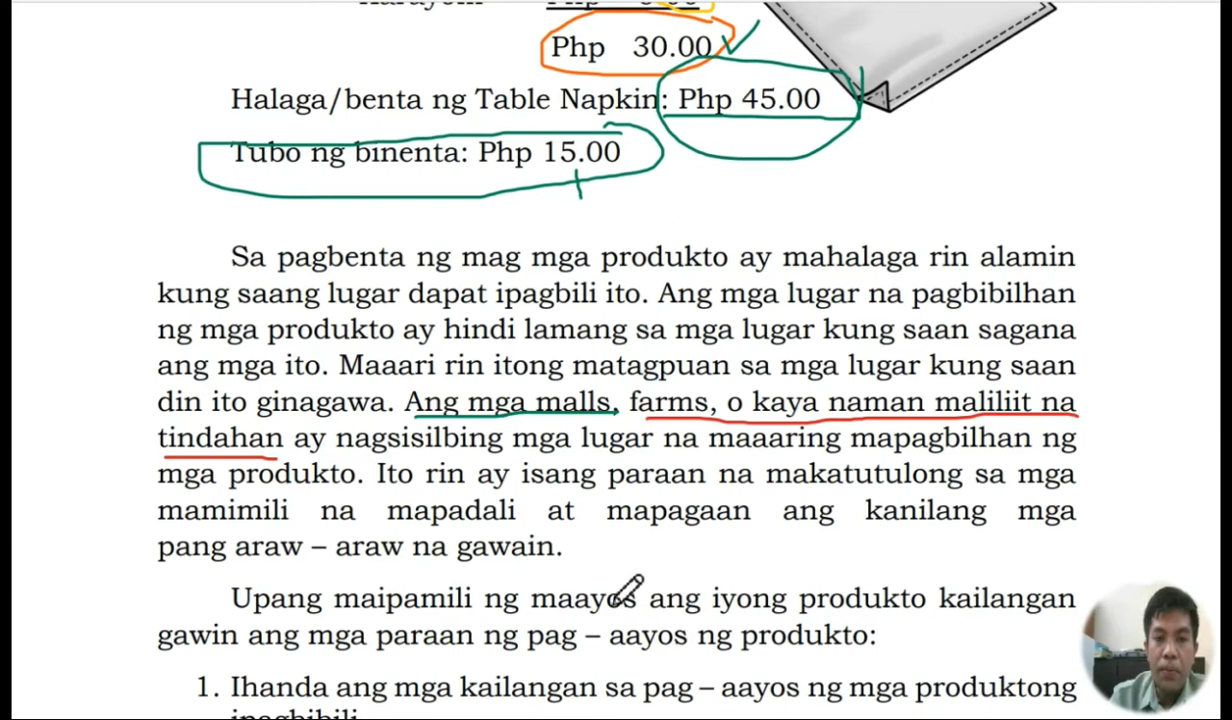 Php 30.00
Halaga/benta ng Table Napkin: Php 45.00
Tubo ng binenta: Php 15.00
Sa pagbenta ng mag mga produkto ay mahalaga rin alamin
kung saang lugar dapat ipagbili ito. Ang mga lugar na pagbibilhan
ng mga produkto ay hindi lamang sa mga lugar kung saan sagana
ang mga ito. Maaari rin itong matagpuan sa mga lugar kung saan
din ito ginagawa. Ang mga malls, farms, o kaya naman maliliit na
tindahan ay nagsisilbing mga lugar na maaaring mapagbilhan ng
mga produkto. Ito rin ay isang paraan na makatutulong sa mga
mamimili na mapadali at mapagaan ang kanilang mga
pang araw – araw na gawain.
Upang maipamili ng maayos ang iyong produkto kailangan
gawin ang mga paraan ng pag – aayos ng produkto:
1. Ihanda ang mga kailangan sa pag – aayos ng mga produktong
ipagbibili